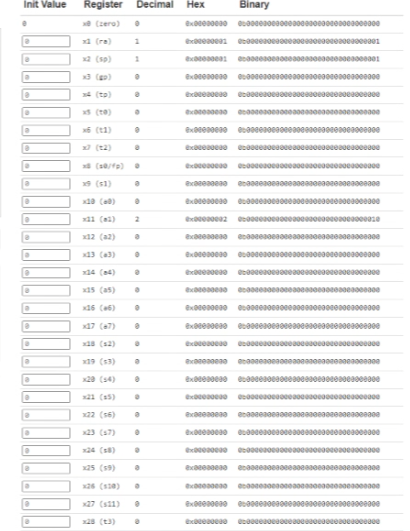 Init Value Register Decimal Hex Binary
0 x0 (zero) 0 0x00000000 0b00000000000000000000000000000000
0 x1 (ra) 1 0x00000001 0b00000000000000000000000000000001
0 x2 (sp) 1 0x00000001 0b00000000000000000000000000000001
0 x3 (gp) 0 0x00000000 0b00000000000000000000000000000000
0 x4 (tp) 0 0x00000000 0b00000000000000000000000000000000
0 x5 (t0) 0 0x00000000 0b00000000000000000000000000000000
0 x6 (t1) 0 0x00000000 0b00000000000000000000000000000000
0 x7 (t2) 0 0x00000000 0b00000000000000000000000000000000
0 x8 (s0/fp) 0 0x00000000 0b00000000000000000000000000000000
0 x9 (s1) 0 0x00000000 0b00000000000000000000000000000000
0 x10 (a0) 0 0x00000000 0b00000000000000000000000000000000
0 x11 (a1) 2 0x00000002 0b00000000000000000000000000000010
0 x12 (a2) 0 0x00000000 0b00000000000000000000000000000000
0 x13 (a3) 0 0x00000000 0b00000000000000000000000000000000
0 x14 (a4) 0 0x00000000 0b00000000000000000000000000000000
0 x15 (a5) 0 0x00000000 0b00000000000000000000000000000000
0 x16 (a6) 0 0x00000000 0b00000000000000000000000000000000
0 x17 (a7) 0 0x00000000 0b00000000000000000000000000000000
0 x18 (s2) 0 0x00000000 0b00000000000000000000000000000000
0 x19 (s3) 0 0x00000000 0b00000000000000000000000000000000
0 x20 (s4) 0 0x00000000 0b00000000000000000000000000000000
0 x21 (s5) 0 0x00000000 0b00000000000000000000000000000000
0 x22 (s6) 0 0x00000000 0b00000000000000000000000000000000
0 x23 (s7) 0 0x00000000 0b00000000000000000000000000000000
0 x24 (s8) 0 0x00000000 0b00000000000000000000000000000000
0 x25 (s9) 0 0x00000000 0b00000000000000000000000000000000
0 x26 (s10) 0 0x00000000 0b00000000000000000000000000000000
0 x27 (s11) 0 0x00000000 0b00000000000000000000000000000000
0 x28 (t3) 0 0x00000000 0b00000000000000000000000000000000